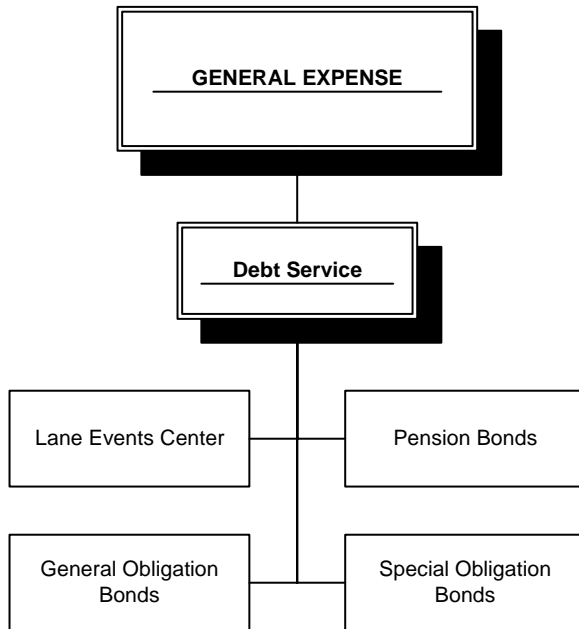 GENERAL EXPENSE
Debt Service
Lane Events Center
Pension Bonds
General Obligation
Bonds
Special Obligation
Bonds